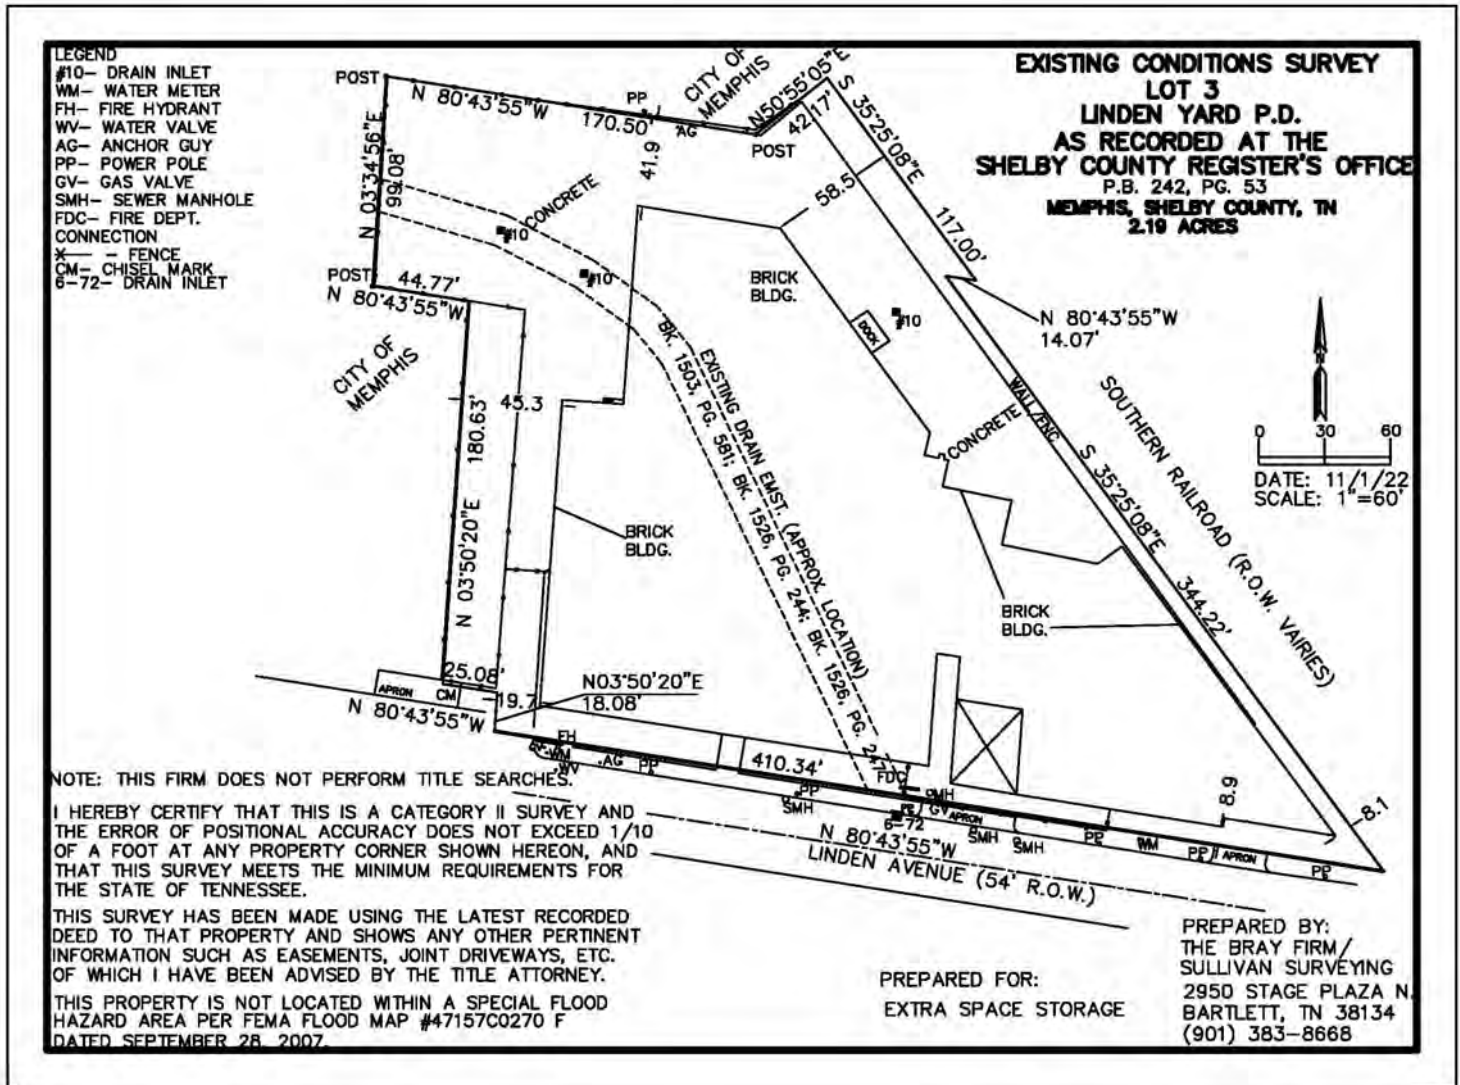 LEGEND
#10- DRAIN INLET
WM- WATER METER
FH- FIRE HYDRANT
WV- WATER VALVE
AG- ANCHOR GUY
PP- POWER POLE
GV- GAS VALVE
SMH- SEWER MANHOLE
FDC- FIRE DEPT.
CONNECTION
X— - FENCE
CM- CHISEL MARK
6-72- DRAIN INLET
EXISTING CONDITIONS SURVEY
LOT 3
LINDEN YARD P.D.
AS RECORDED AT THE
SHELBY COUNTY REGISTER'S OFFICE
P.B. 242, PG. 53
MEMPHIS, SHELBY COUNTY, TN
2.19 ACRES
POST
N 80°43'55"W
170.50'
PP
AG
CITY OF
MEMPHIS
N50°55'05"E
42.17'
POST
S 35°25'08"E
117.00'
58.5
41.9
N 03°34'56"E
99.08'
CONCRETE
#10
#10
POST
44.77'
N 80°43'55"W
CITY OF
MEMPHIS
45.3
BRICK
BLDG.
DOCK
#10
N 80°43'55"W
14.07'
N
0 30 60
DATE: 11/1/22
SCALE: 1"=60'
WALL/FNC
CONCRETE
S 35°25'08"E
344.22'
SOUTHERN RAILROAD (R.O.W. VAIRIES)
EXISTING DRAIN EMST. (APPROX. LOCATION)
BK. 1503, PG. 581; BK. 1526, PG. 244; BK. 1526, PG. 247
N 03°50'20"E 180.63'
BRICK
BLDG.
BRICK
BLDG.
25.08'
APRON
CM
N 80°43'55"W
19.7
N03°50'20"E
18.08'
FH
WM
WV
AG
PP
410.34'
PP
SMH
FDC
MH
GV
APRON
6-72
SMH
SMH
PP
WM
PP
APRON
PP
8.9
8.1
N 80°43'55"W
LINDEN AVENUE (54' R.O.W.)
NOTE: THIS FIRM DOES NOT PERFORM TITLE SEARCHES.
I HEREBY CERTIFY THAT THIS IS A CATEGORY II SURVEY AND
THE ERROR OF POSITIONAL ACCURACY DOES NOT EXCEED 1/10
OF A FOOT AT ANY PROPERTY CORNER SHOWN HEREON, AND
THAT THIS SURVEY MEETS THE MINIMUM REQUIREMENTS FOR
THE STATE OF TENNESSEE.
THIS SURVEY HAS BEEN MADE USING THE LATEST RECORDED
DEED TO THAT PROPERTY AND SHOWS ANY OTHER PERTINENT
INFORMATION SUCH AS EASEMENTS, JOINT DRIVEWAYS, ETC.
OF WHICH I HAVE BEEN ADVISED BY THE TITLE ATTORNEY.
THIS PROPERTY IS NOT LOCATED WITHIN A SPECIAL FLOOD
HAZARD AREA PER FEMA FLOOD MAP #47157C0270 F
DATED SEPTEMBER 28, 2007.
PREPARED FOR:
EXTRA SPACE STORAGE
PREPARED BY:
THE BRAY FIRM/
SULLIVAN SURVEYING
2950 STAGE PLAZA N.
BARTLETT, TN 38134
(901) 383-8668